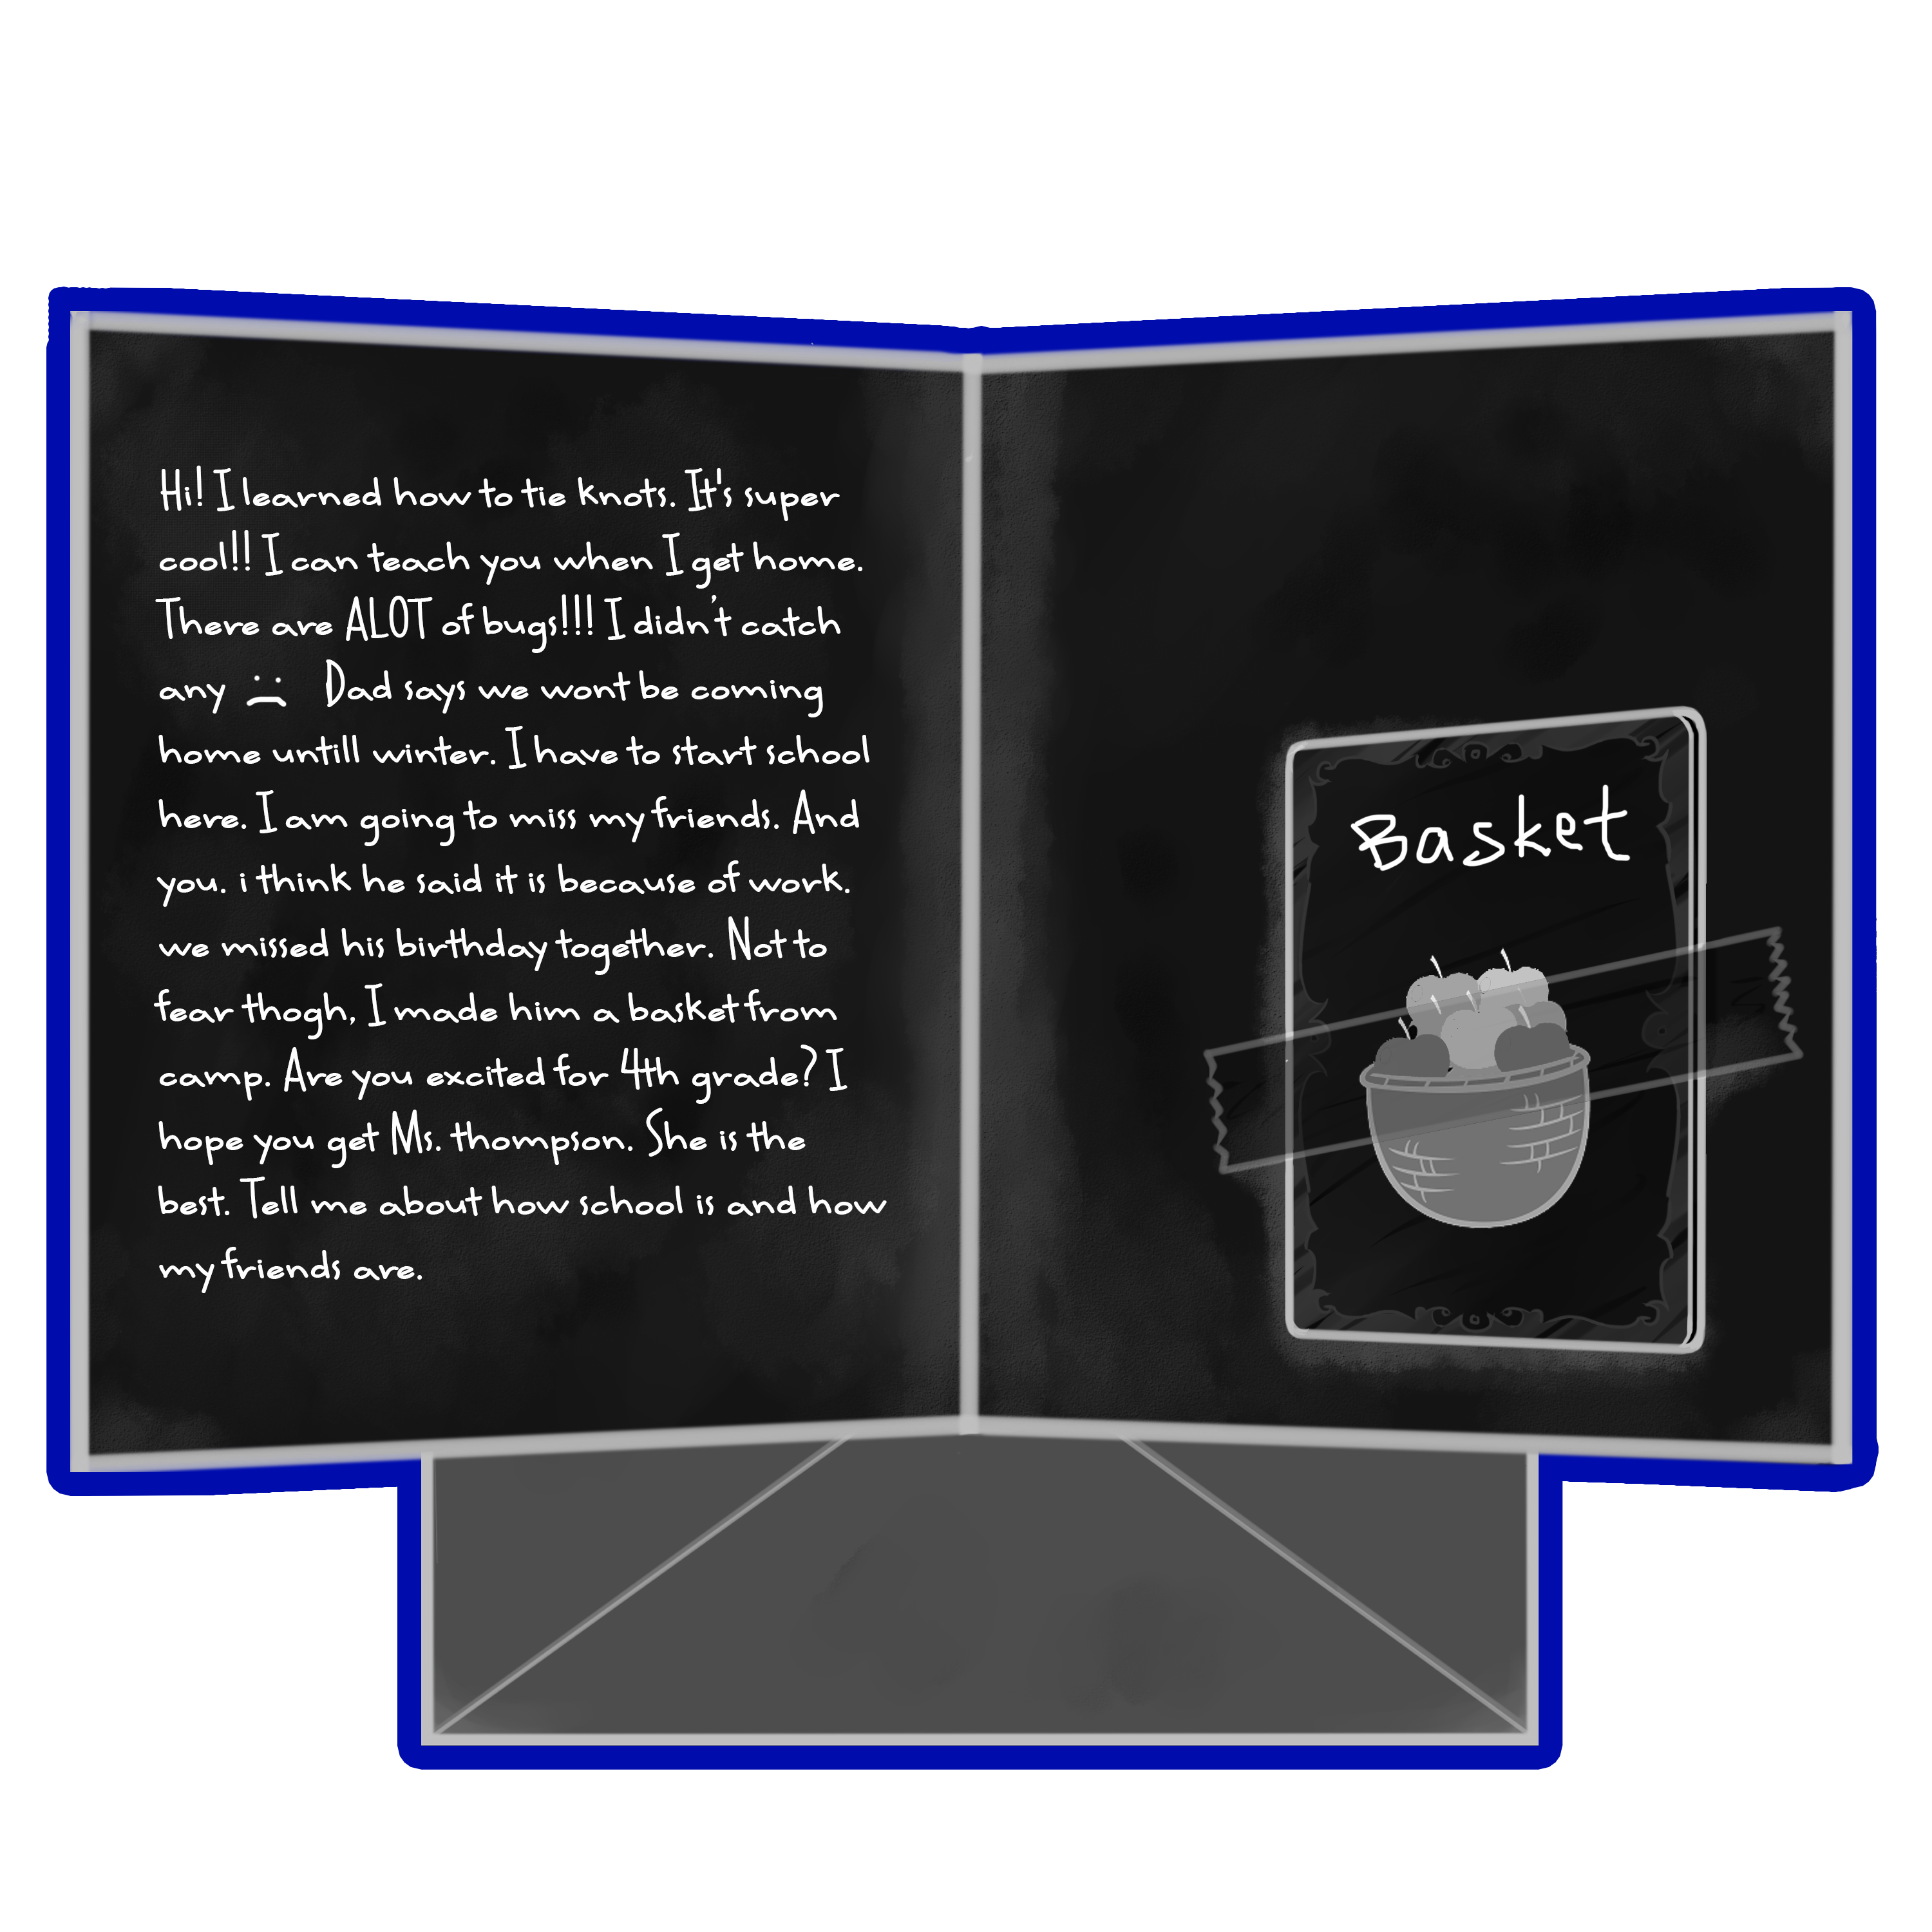 Hi! I learned how to tie knots. It's super
cool!! I can teach you when I get home.
There are ALOT of bugs!!! I didn't catch
any :( Dad says we wont be coming
home untill winter. I have to start school
here. I am going to miss my friends. And
you. i think he said it is because of work.
we missed his birthday together. Not to
fear thogh, I made him a basket from
camp. Are you excited for 4th grade? I
hope you get Ms. thompson. She is the
best. Tell me about how school is and how
my friends are.
Basket